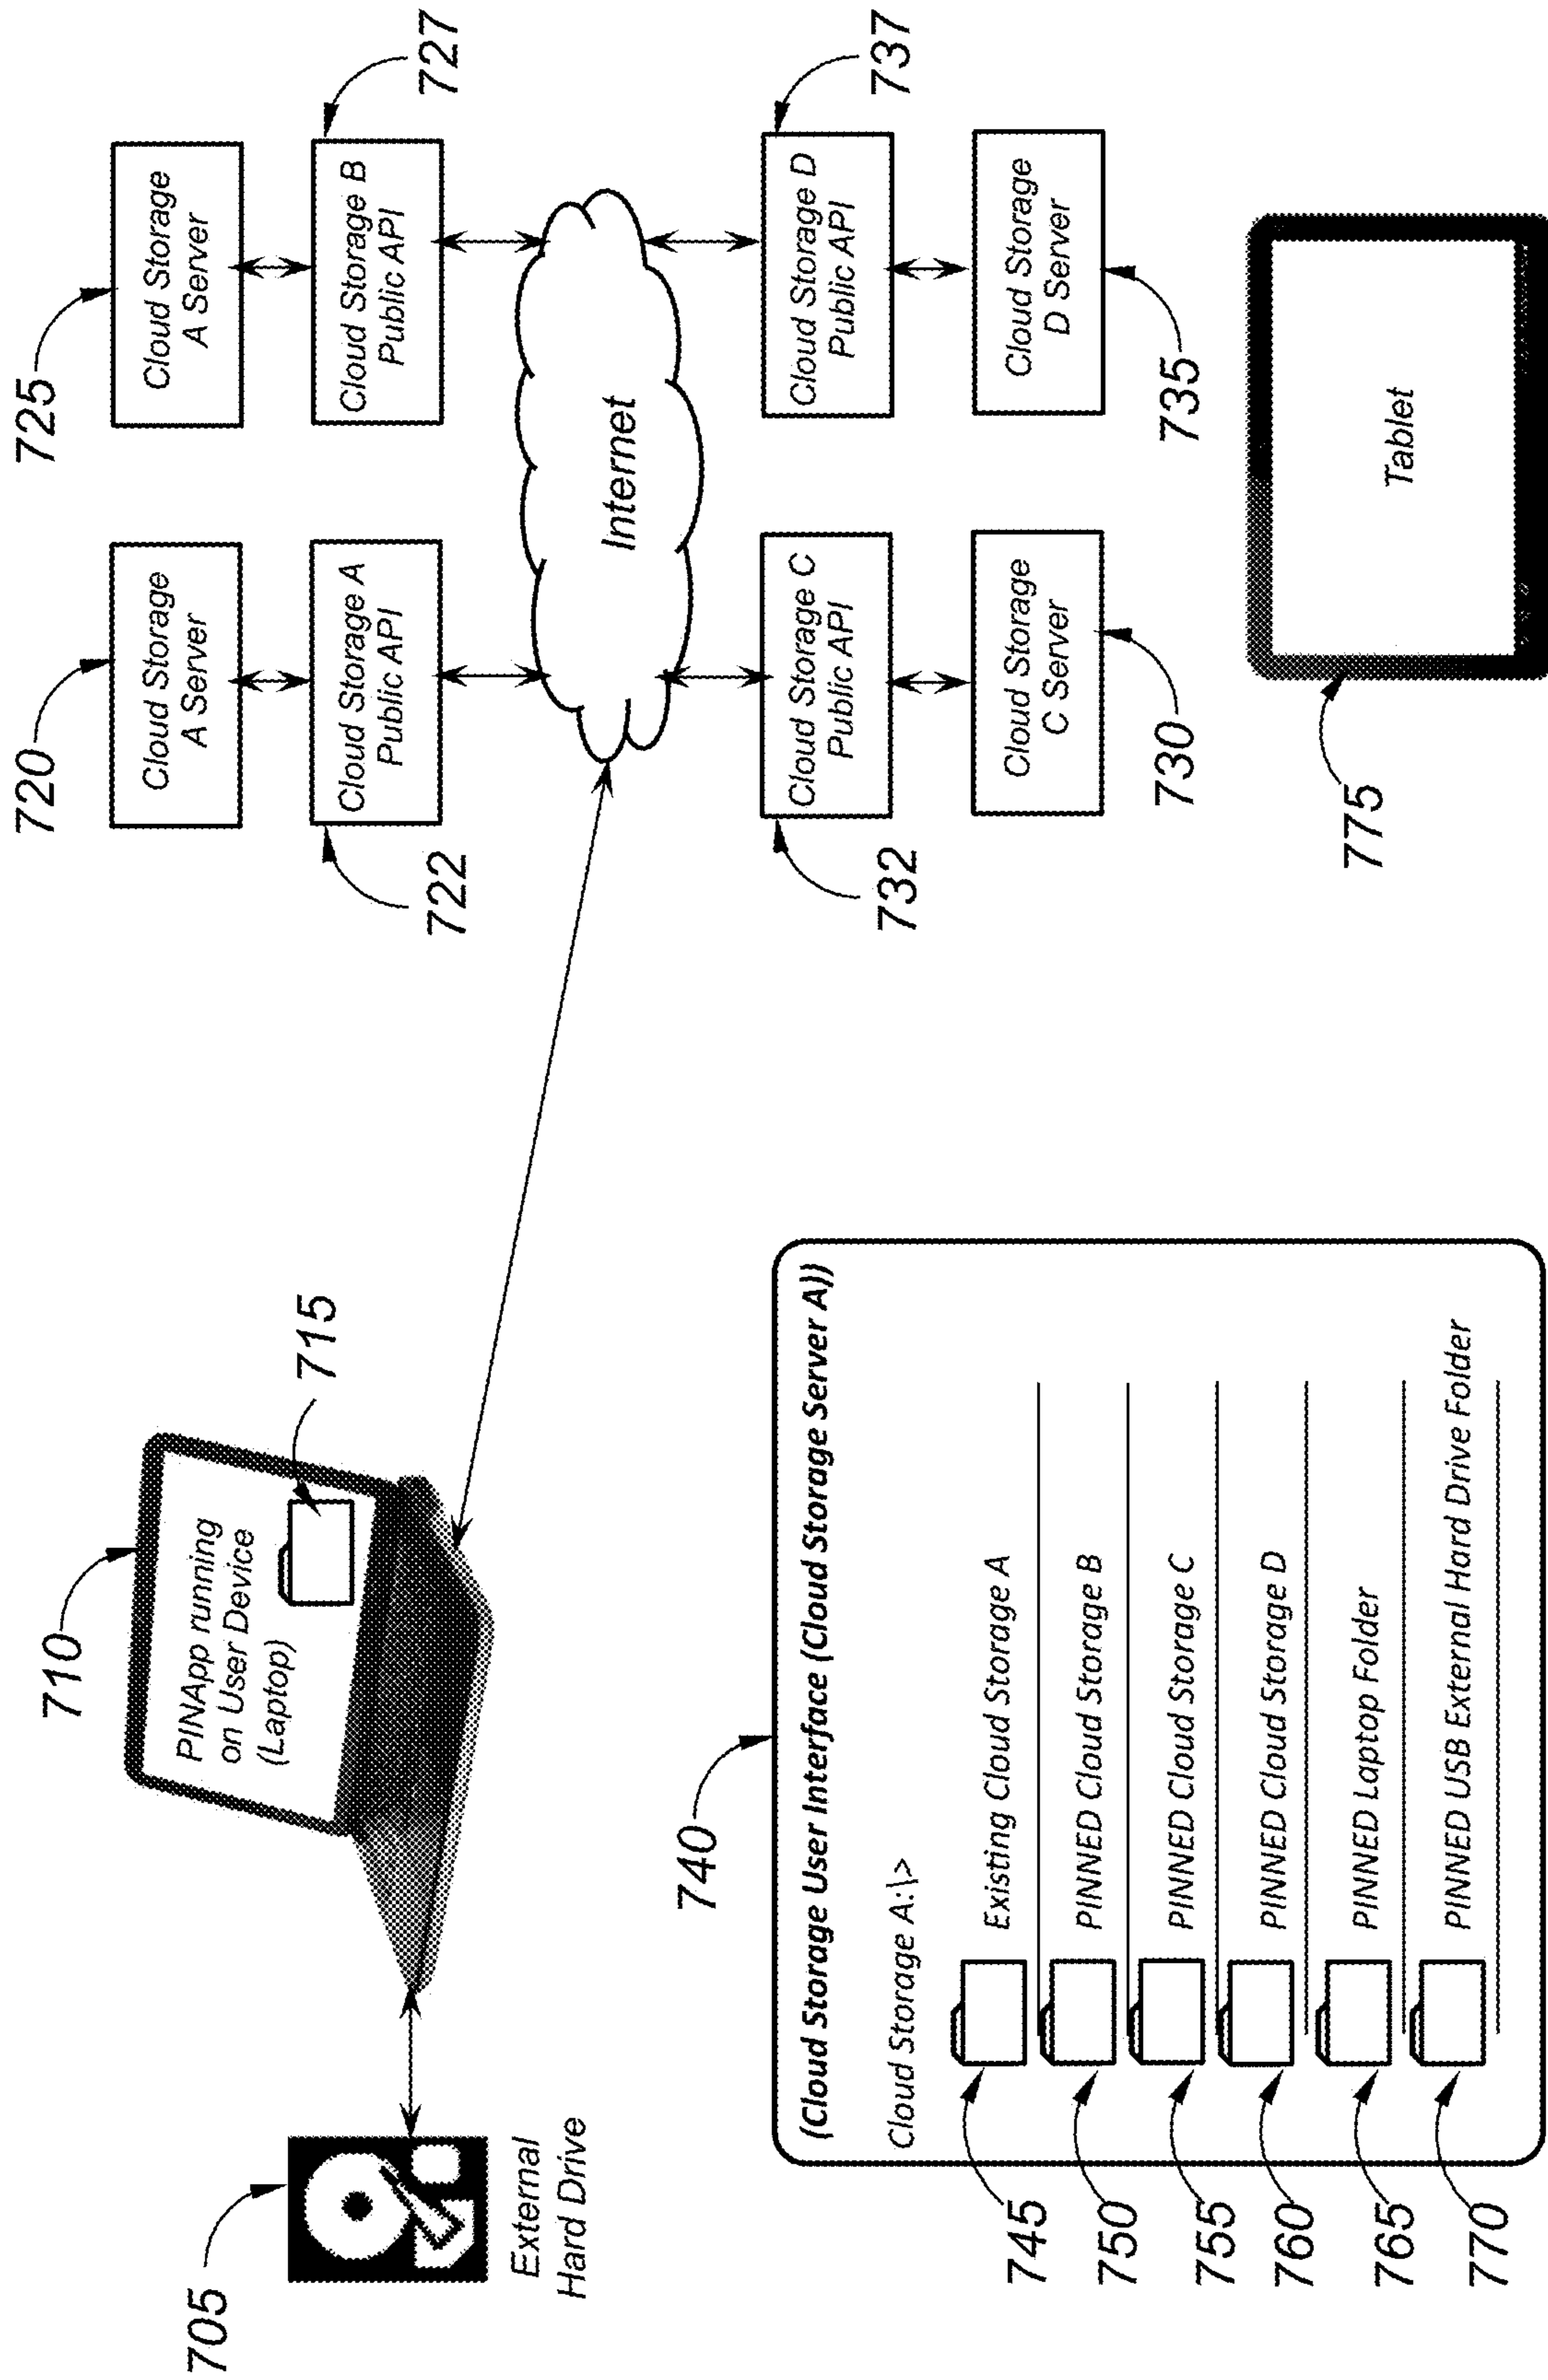 705
External
Hard Drive
710
PINApp running
on User Device
(Laptop)
715
720
Cloud Storage
A Server
725
Cloud Storage
A Server
722
Cloud Storage A
Public API
727
Cloud Storage B
Public API
Internet
732
Cloud Storage C
Public API
737
Cloud Storage D
Public API
730
Cloud Storage
C Server
735
Cloud Storage
D Server
740
(Cloud Storage User Interface (Cloud Storage Server A))
Cloud Storage A:\>
745
Existing Cloud Storage A
750
PINNED Cloud Storage B
755
PINNED Cloud Storage C
760
PINNED Cloud Storage D
765
PINNED Laptop Folder
770
PINNED USB External Hard Drive Folder
775
Tablet